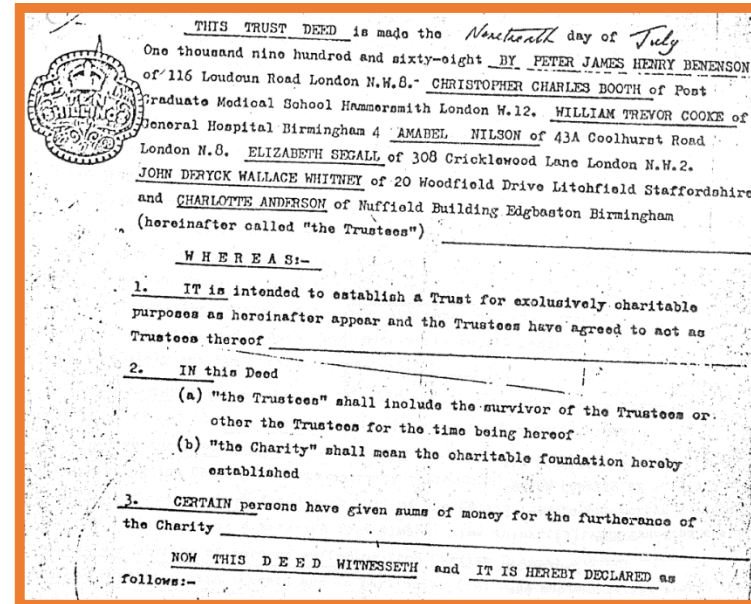 THIS TRUST DEED is made the Nineteenth day of July
One thousand nine hundred and sixty-eight BY PETER JAMES HENRY BENENSON
of 116 Loudoun Road London N.W.8.- CHRISTOPHER CHARLES BOOTH of Post
Graduate Medical School Hammersmith London W.12. WILLIAM TREVOR COOKE of
General Hospital Birmingham 4 AMABEL NILSON of 43A Coolhurst Road
London N.8. ELIZABETH SEGALL of 308 Cricklewood Lane London N.W.2.
JOHN DERYCK WALLACE WHITNEY of 20 Woodfield Drive Litchfield Staffordshire
and CHARLOTTE ANDERSON of Nuffield Building Edgbaston Birmingham
(hereinafter called "the Trustees")
W H E R E A S:-
1. IT is intended to establish a Trust for exclusively charitable
purposes as hereinafter appear and the Trustees have agreed to act as
Trustees thereof
2. IN this Deed
(a) "the Trustees" shall include the survivor of the Trustees or
other the Trustees for the time being hereof
(b) "the Charity" shall mean the charitable foundation hereby
established
3. CERTAIN persons have given sums of money for the furtherance of
the Charity
NOW THIS D E E D WITNESSETH and IT IS HEREBY DECLARED as
follows:-
TEN
SHILLINGS